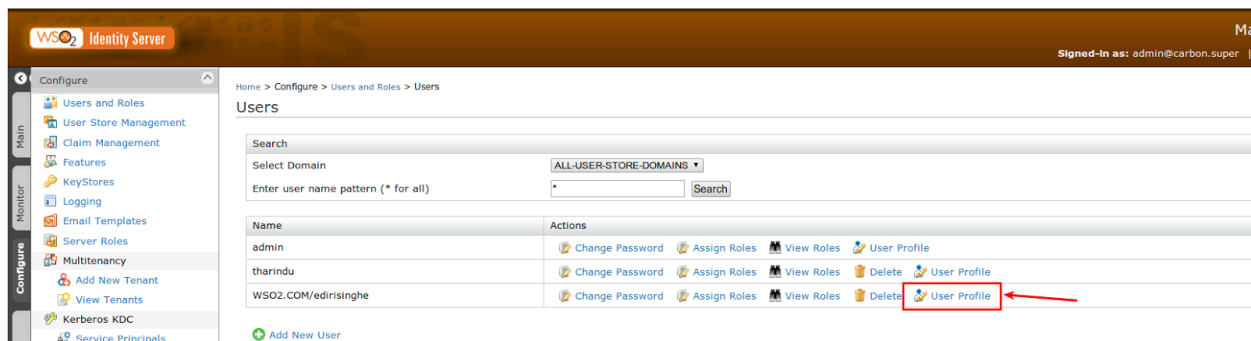 WSO2 Identity Server
Ma
Signed-in as: admin@carbon.super |
Main
Monitor
Configure
Configure
Users and Roles
User Store Management
Claim Management
Features
KeyStores
Logging
Email Templates
Server Roles
Multitenancy
Add New Tenant
View Tenants
Kerberos KDC
Service Principals
Home > Configure > Users and Roles > Users
Users
Search
Select Domain ALL-USER-STORE-DOMAINS
Enter user name pattern (* for all) * Search
Name Actions
admin Change Password Assign Roles View Roles User Profile
tharindu Change Password Assign Roles View Roles Delete User Profile
WSO2.COM/edirisinghe Change Password Assign Roles View Roles Delete User Profile
Add New User